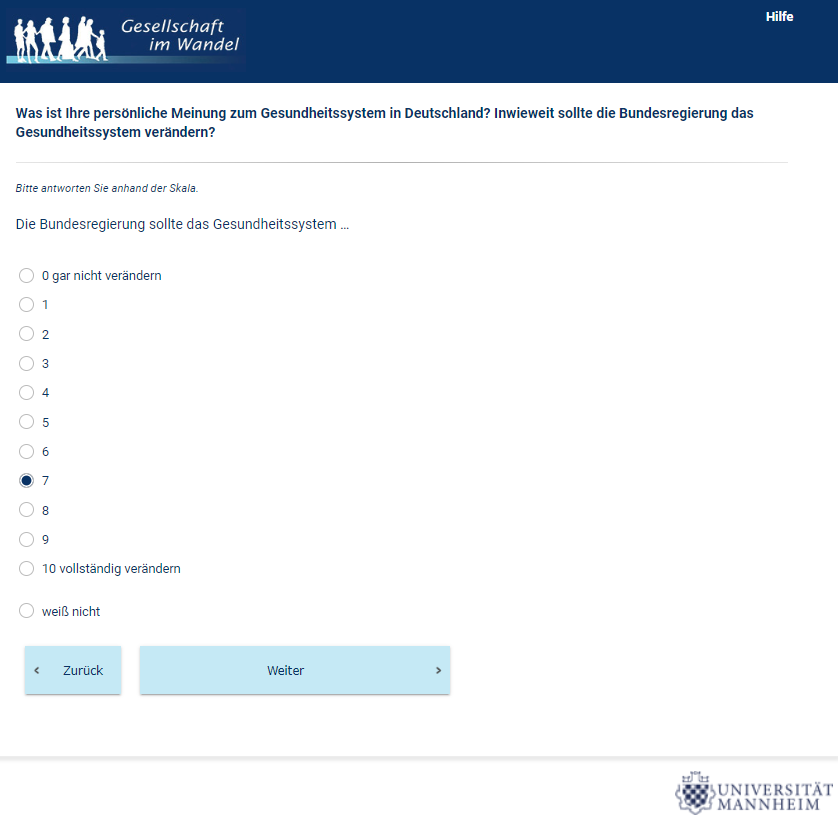 Gesellschaft
im Wandel
Hilfe
Was ist Ihre persönliche Meinung zum Gesundheitssystem in Deutschland? Inwieweit sollte die Bundesregierung das
Gesundheitssystem verändern?
Bitte antworten Sie anhand der Skala.
Die Bundesregierung sollte das Gesundheitssystem ...
0 gar nicht verändern
1
2
3
4
5
6
7
8
9
10 vollständig verändern
weiß nicht
‹ Zurück
Weiter ›
UNIVERSITÄT
MANNHEIM